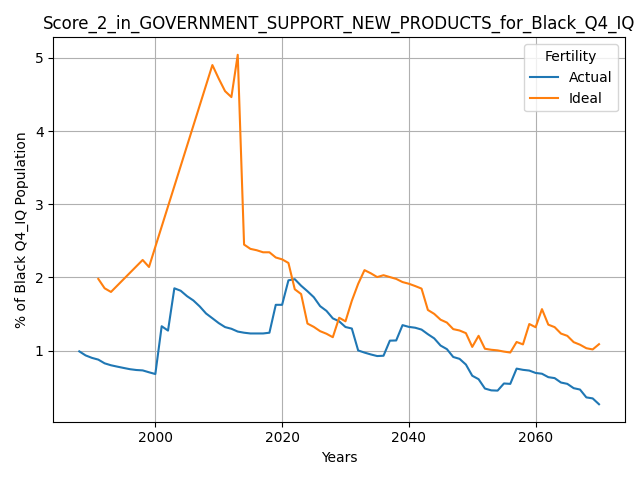 Score_2_in_GOVERNMENT_SUPPORT_NEW_PRODUCTS_for_Black_Q4_IQ
Fertility
Actual
Ideal
% of Black Q4_IQ Population
5
4
3
2
1
2000
2020
2040
2060
Years